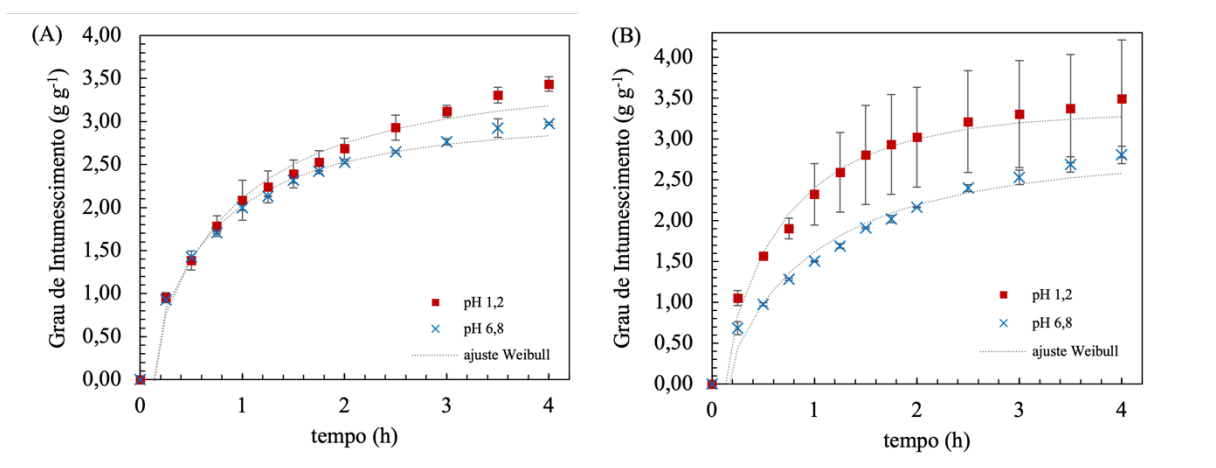 (A)
4,00
3,50
3,00
2,50
2,00
1,50
1,00
0,50
0,00
Grau de Intumescimento (g g-1)
pH 1,2
pH 6,8
ajuste Weibull
0 1 2 3 4
tempo (h)
(B)
4,00
3,50
3,00
2,50
2,00
1,50
1,00
0,50
0,00
Grau de Intumescimento (g g-1)
pH 1,2
pH 6,8
ajuste Weibull
0 1 2 3 4
tempo (h)